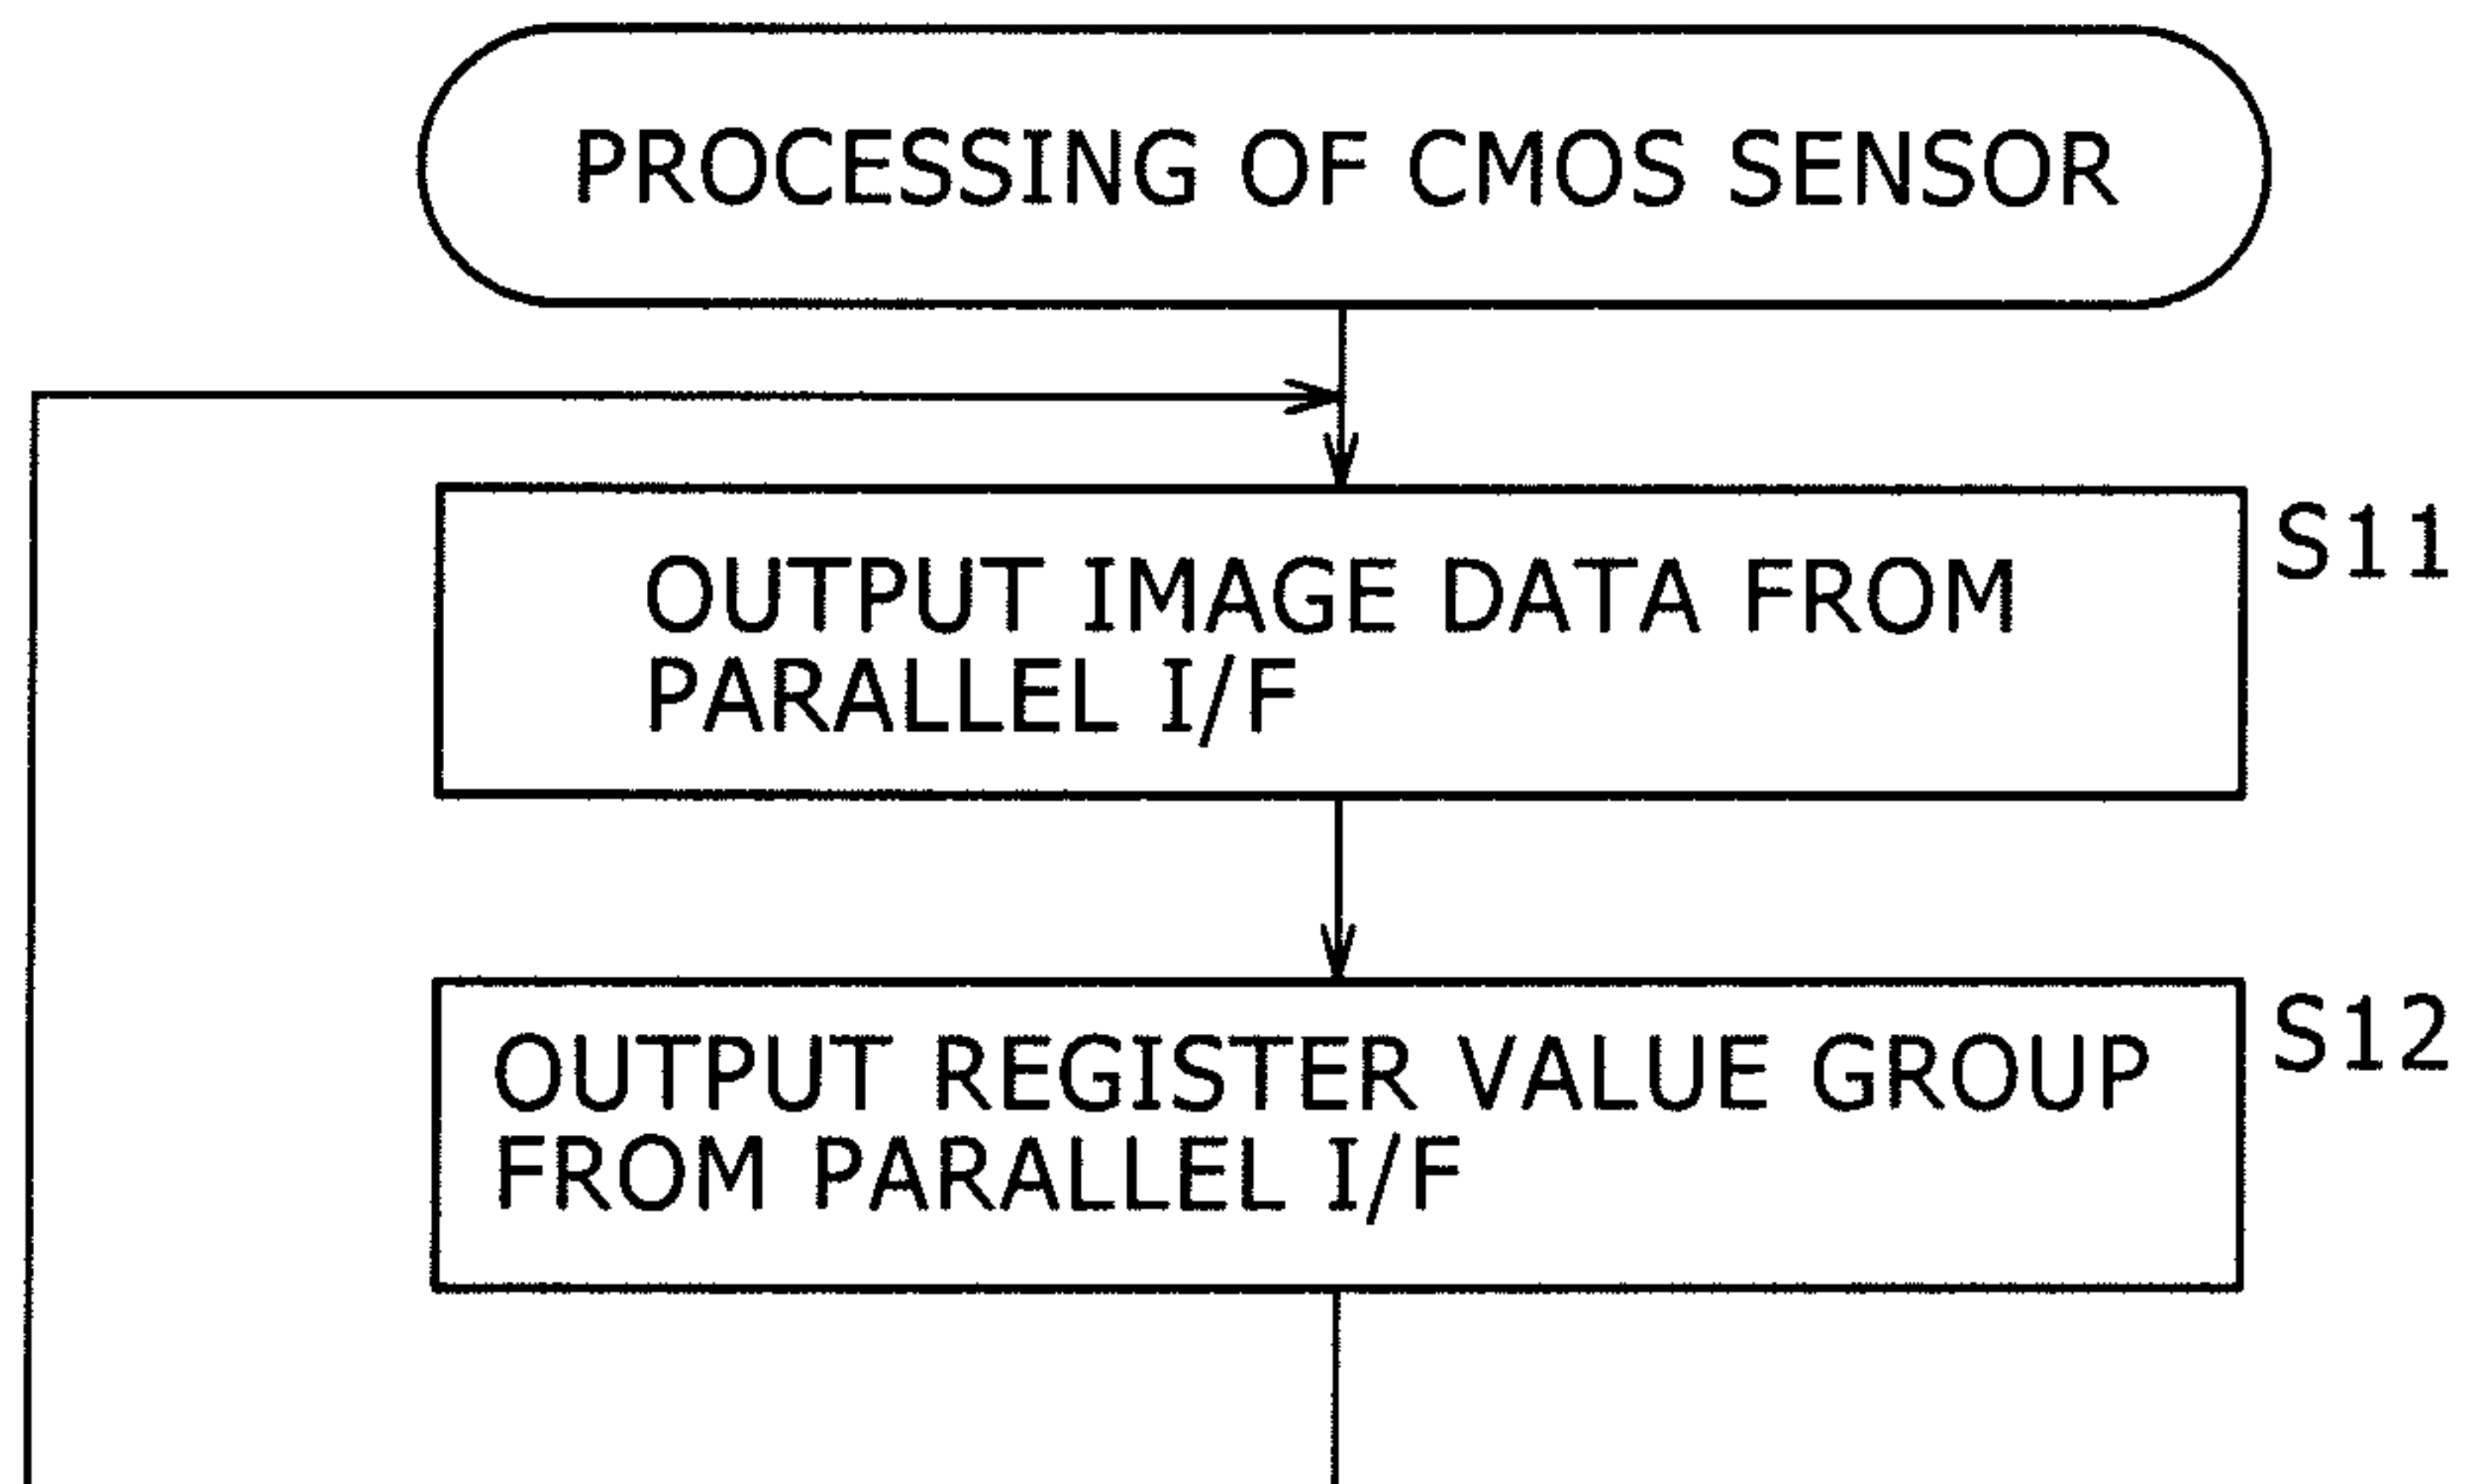 PROCESSING OF CMOS SENSOR
S11
OUTPUT IMAGE DATA FROM
PARALLEL I/F
S12
OUTPUT REGISTER VALUE GROUP
FROM PARALLEL I/F